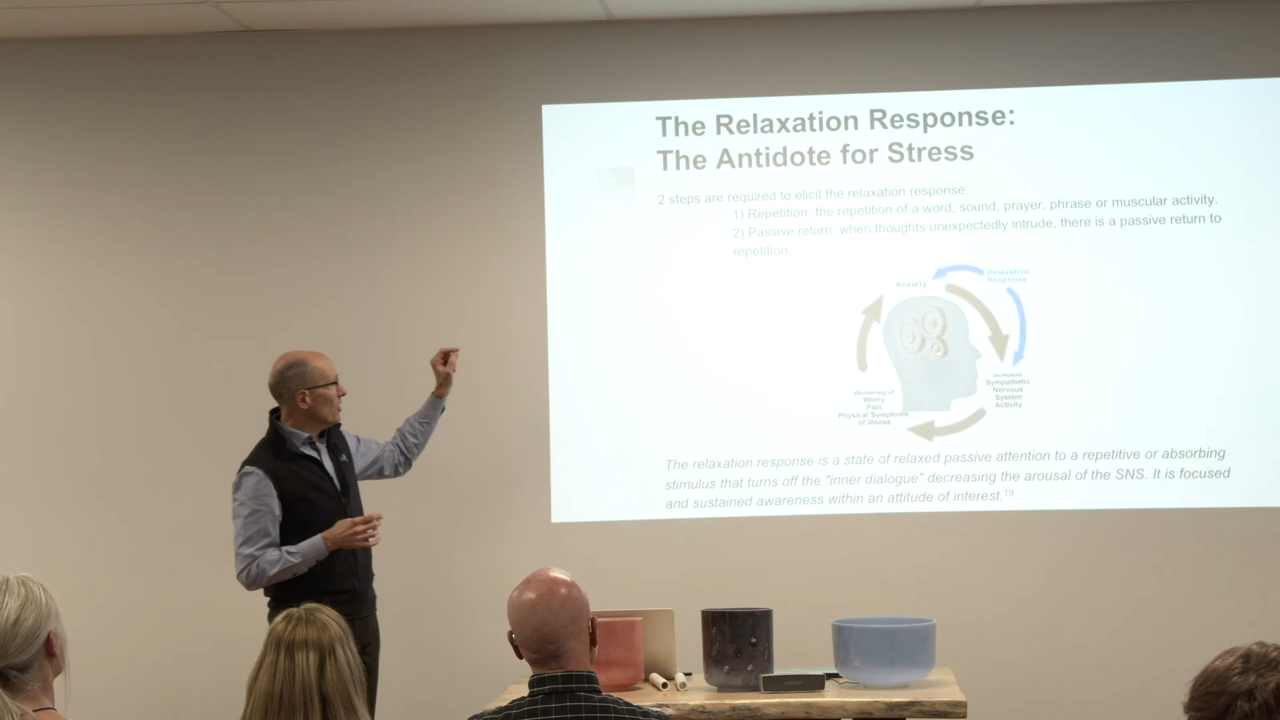 The Relaxation Response:
The Antidote for Stress
2 steps are required to elicit the relaxation response:
1) Repetition: the repetition of a word, sound, prayer, phrase or muscular activity.
2) Passive return: when thoughts unexpectedly intrude, there is a passive return to
repetition.
Relaxation
Response
Anxiety
Increased
Sympathetic
Nervous
System
Activity
Worsening of
Worry
Pain
Physical Symptoms
of Illness
The relaxation response is a state of relaxed passive attention to a repetitive or absorbing
stimulus that turns off the "inner dialogue" decreasing the arousal of the SNS. It is focused
and sustained awareness within an attitude of interest.19